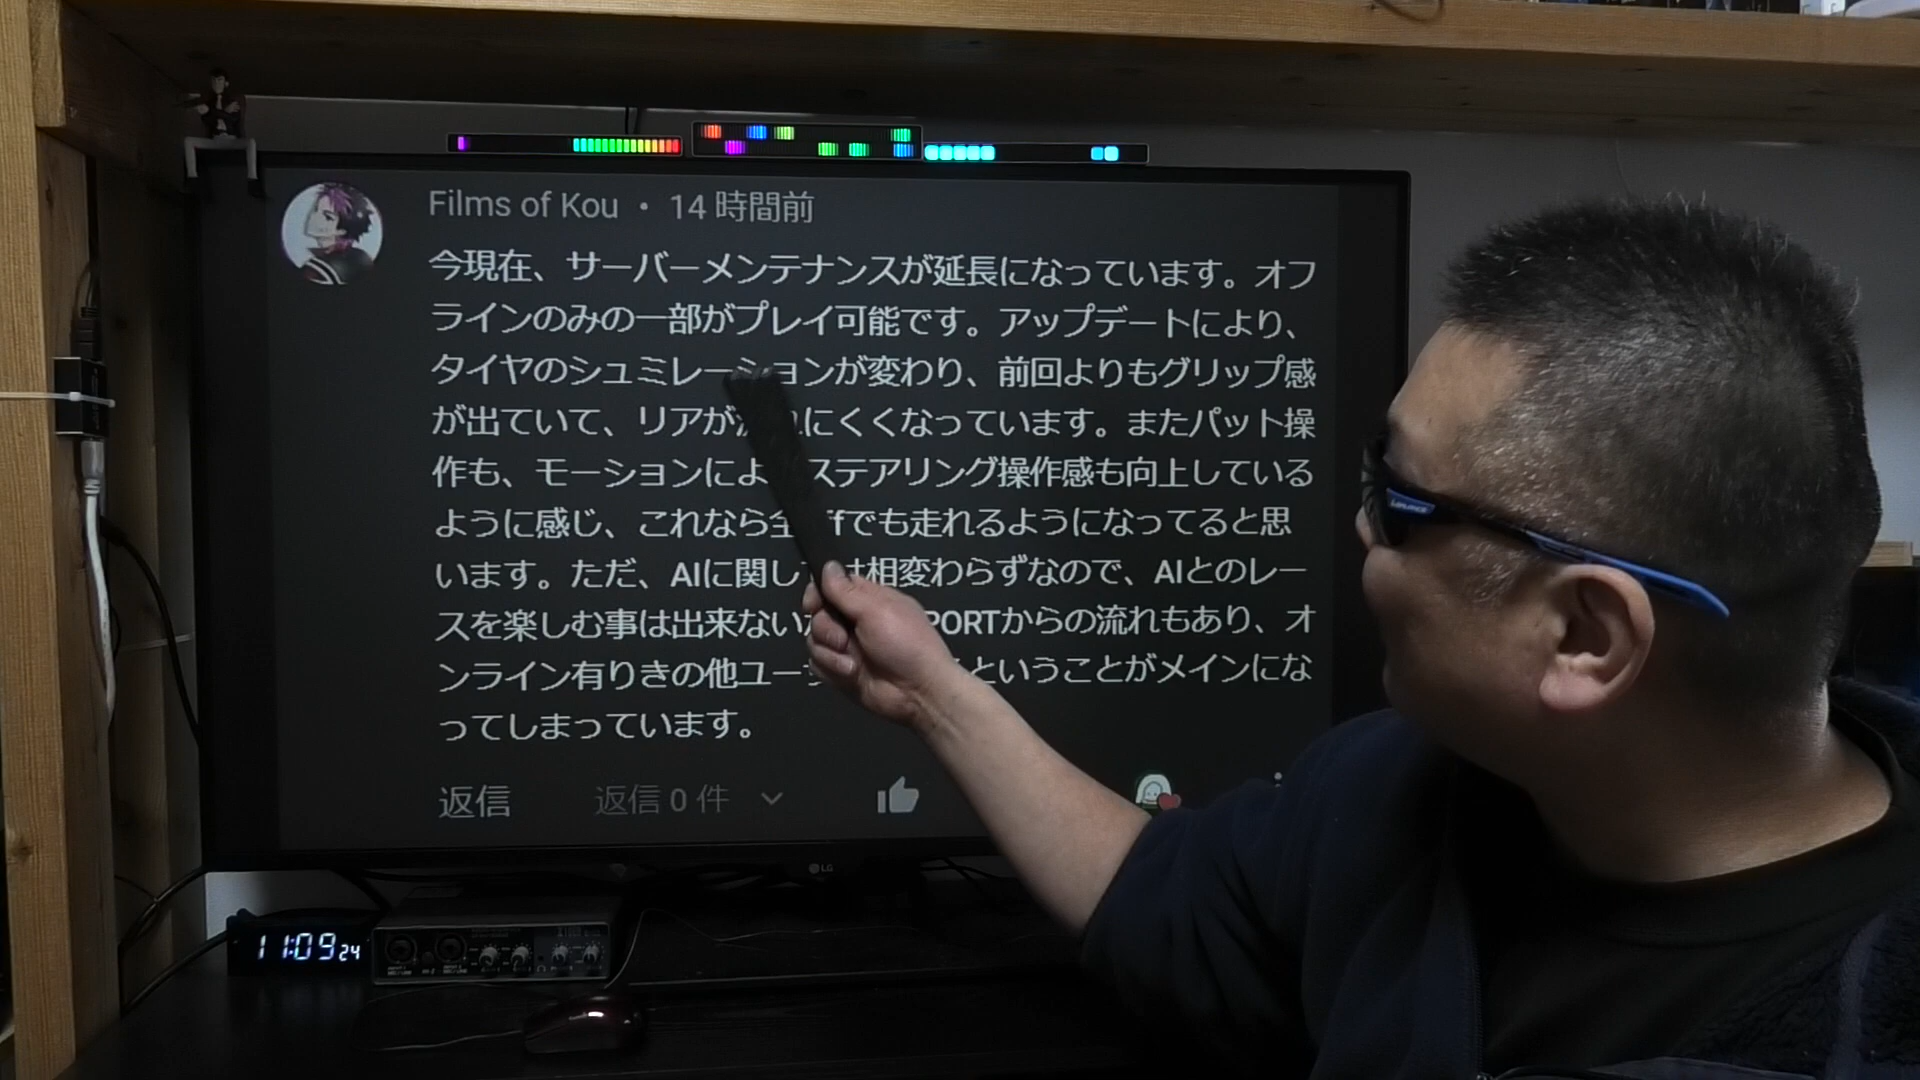 Films of Kou • 14 時間前
今現在、サーバーメンテナンスが延長になっています。オフ
ラインのみの一部がプレイ可能です。アップデートにより、
タイヤのシュミレーションが変わり、前回よりもグリップ感
が出ていて、リアが にくくなっています。またパット操
作も、モーションによ ステアリング操作感も向上している
ように感じ、これなら全 fでも走れるようになってると思
います。ただ、AIに関し は相変わらずなので、AIとのレー
スを楽しむ事は出来ない PORTからの流れもあり、オ
ンライン有りきの他ユー ということがメインにな
ってしまっています。
返信 返信 0 件
LG
11:09 24